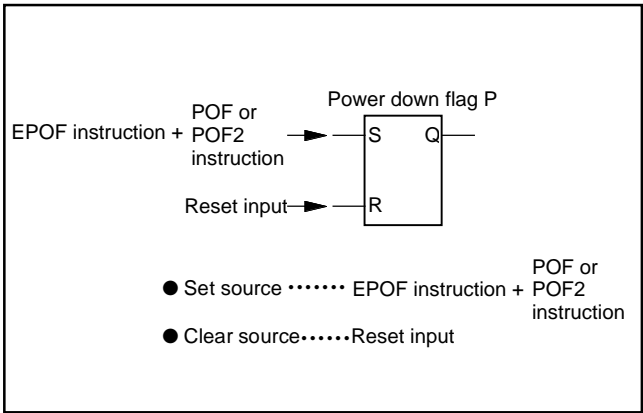 Power down flag P
EPOF instruction + POF or
POF2
instruction
S Q
Reset input
R
● Set source ······· EPOF instruction + POF or
POF2
instruction
● Clear source······Reset input